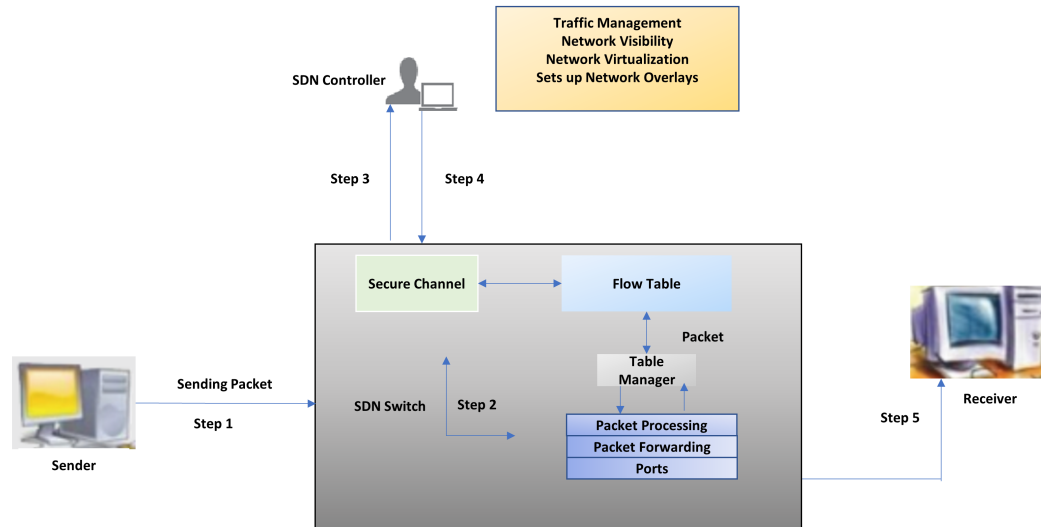 Traffic Management
Network Visibility
Network Virtualization
Sets up Network Overlays
SDN Controller
Step 3
Step 4
Secure Channel
Flow Table
Packet
Table
Manager
Sending Packet
Step 1
SDN Switch
Step 2
Packet Processing
Packet Forwarding
Ports
Step 5
Receiver
Sender